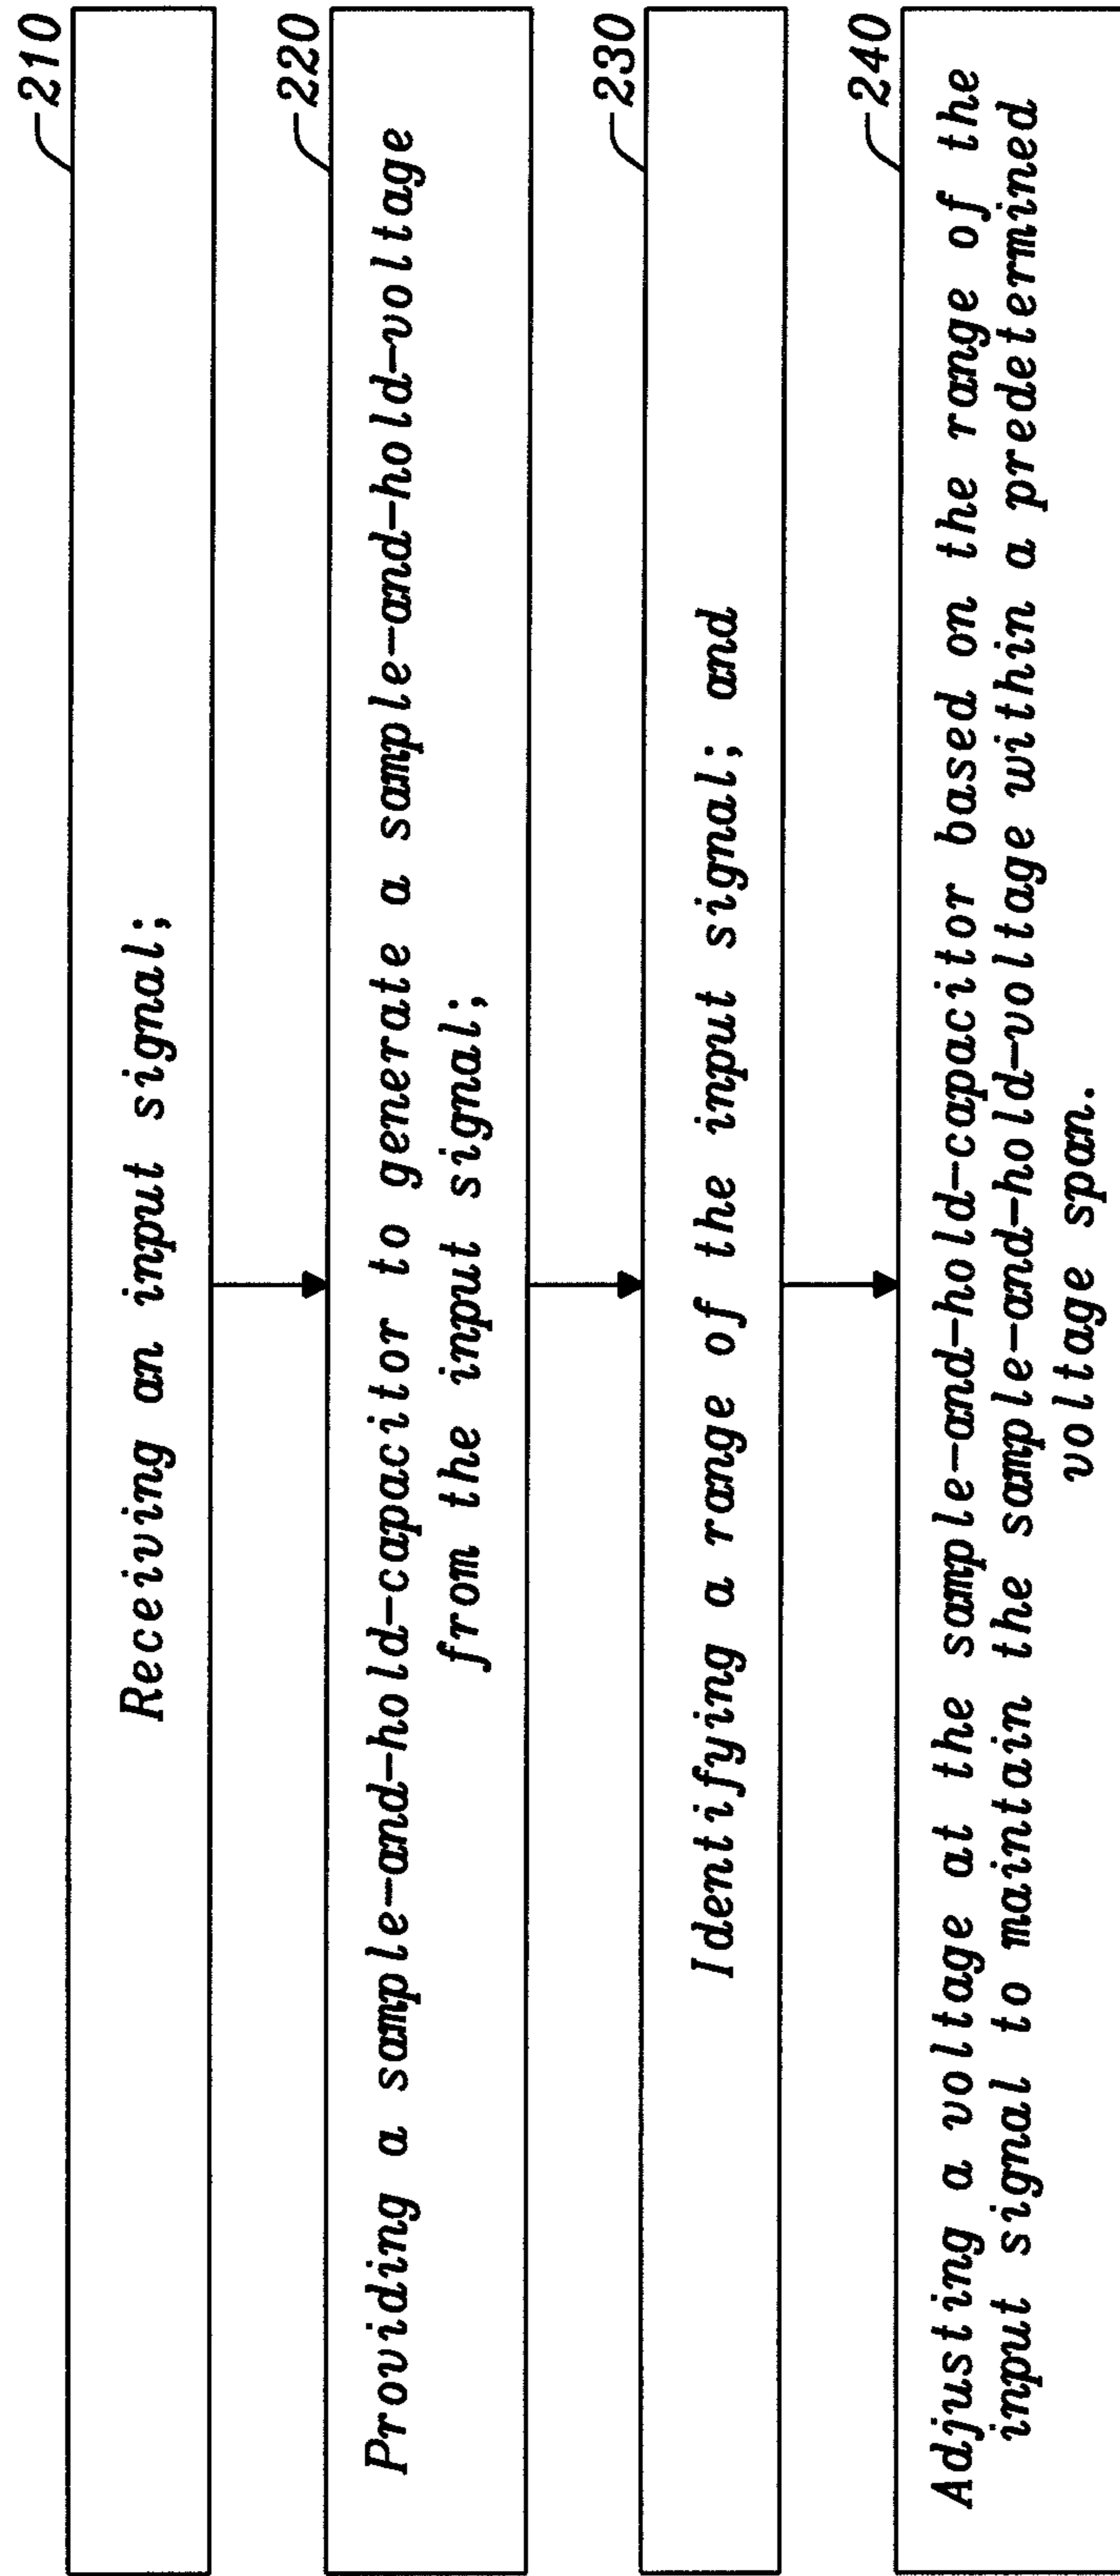 210
Receiving an input signal;
220
Providing a sample-and-hold-capacitor to generate a sample-and-hold-voltage
from the input signal;
230
Identifying a range of the input signal; and
240
Adjusting a voltage at the sample-and-hold-capacitor based on the range of the
input signal to maintain the sample-and-hold-voltage within a predetermined
voltage span.